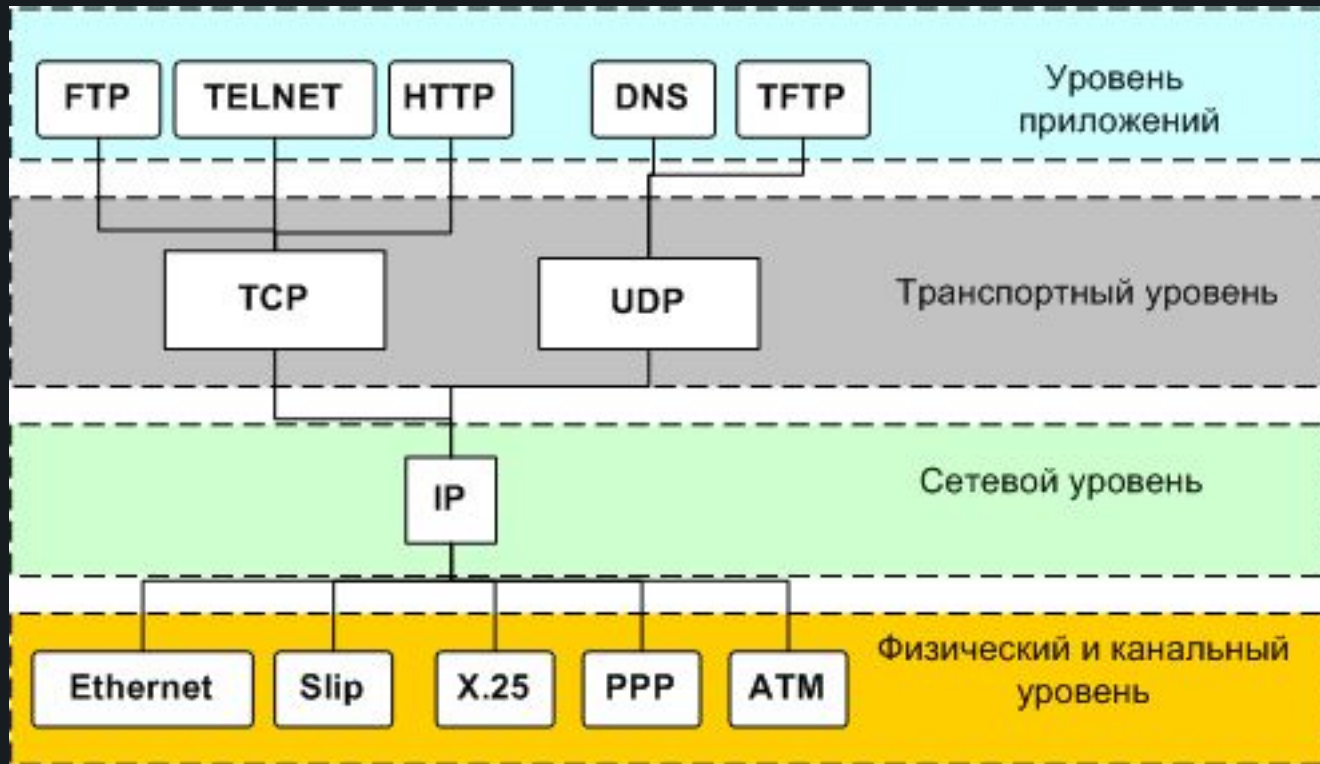 FTP TELNET HTTP DNS TFTP
Уровень
приложений
TCP UDP
Транспортный уровень
IP
Сетевой уровень
Физический и канальный
уровень
Ethernet Slip X.25 PPP ATM